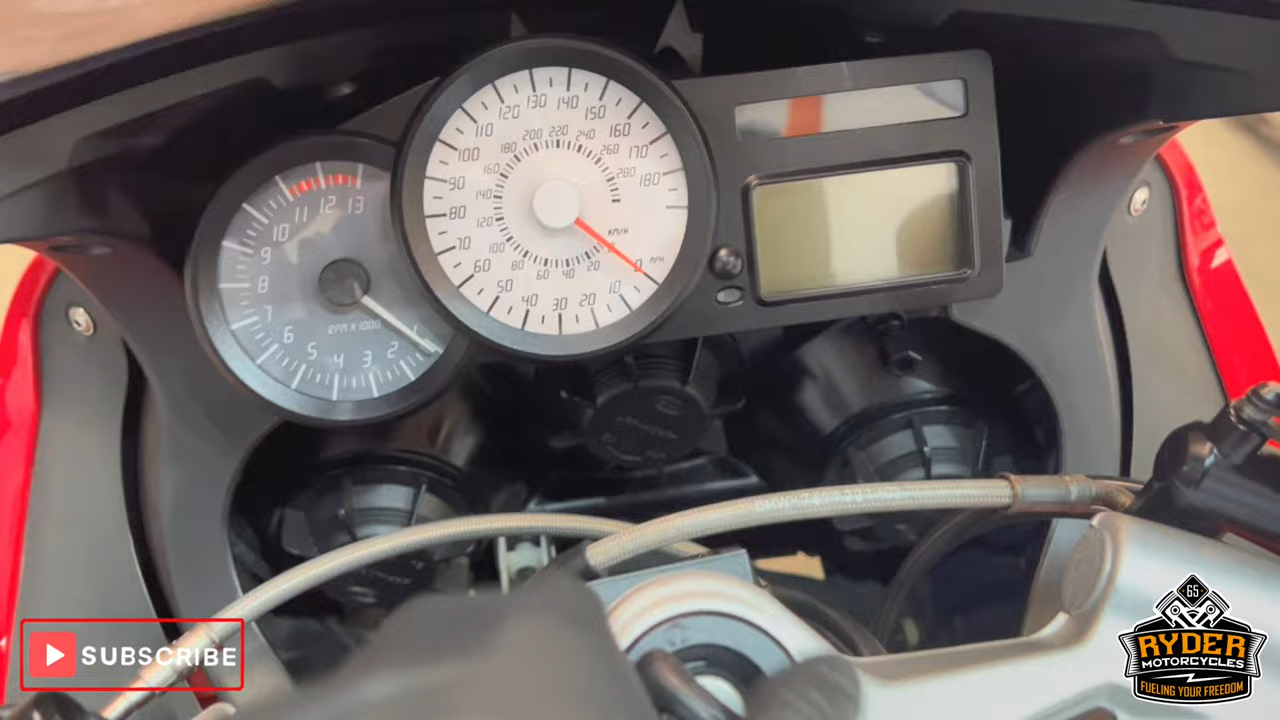 130 140
120 150
110 160
100 170
90 180
80
70
60
50
40 30 20 10 0 MPH
200 220 240
180 260
160 280
140
120
100
80 60 40 20 0 KM/H
11 12 13
10
9
8
7
6
5 4 3 2 1
RPM X 1000
SUBSCRIBE
65
RYDER
MOTORCYCLES
FUELING YOUR FREEDOM